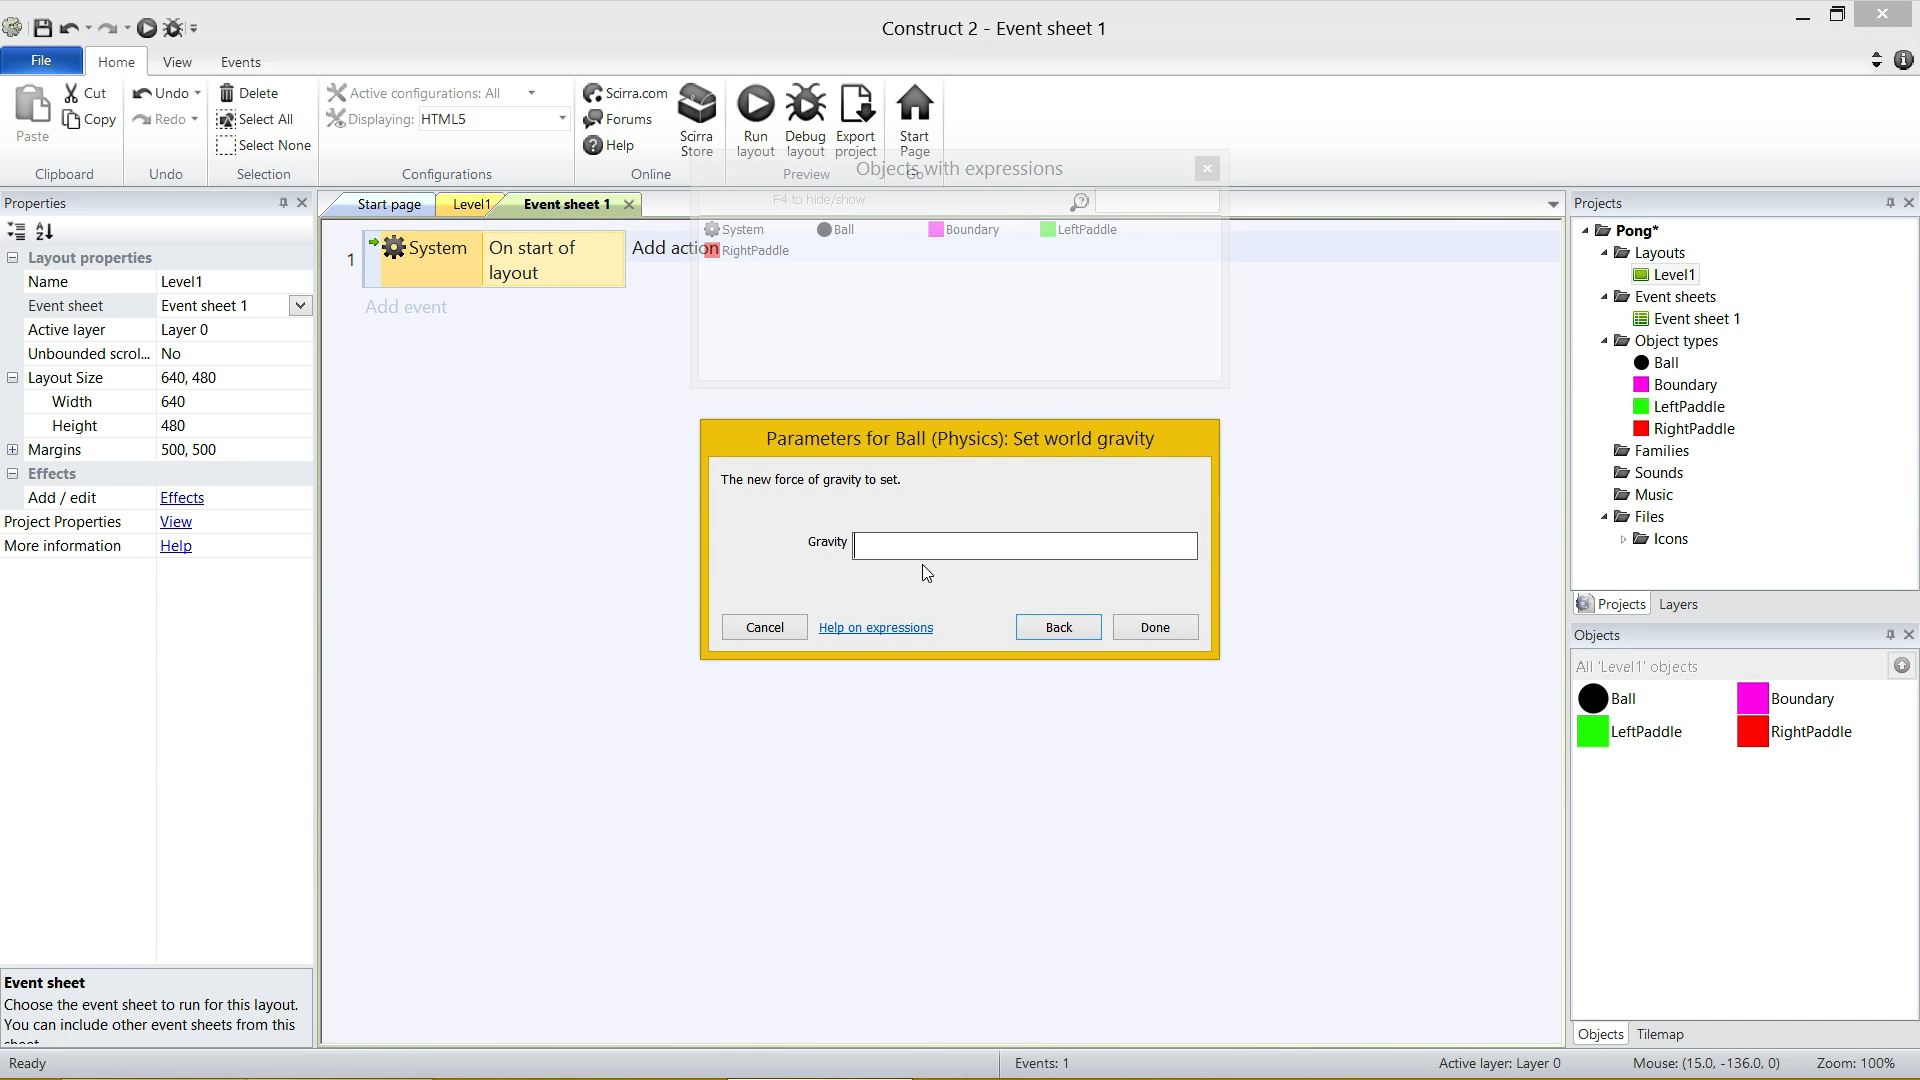 Construct 2 - Event sheet 1
File Home View Events
Paste Cut Copy Clipboard
Undo Redo Undo
Delete Select All Select None Selection
Active configurations: All
Displaying: HTML5
Configurations
Scirra.com Forums Help Online
Scirra Store
Run layout Debug layout Export project Preview
Start Page Go
Properties
Layout properties
Name Level1
Event sheet Event sheet 1
Active layer Layer 0
Unbounded scrol... No
Layout Size 640, 480
Width 640
Height 480
Margins 500, 500
Effects
Add / edit Effects
Project Properties View
More information Help
Event sheet
Choose the event sheet to run for this layout.
You can include other event sheets from this
Start page Level1 Event sheet 1
1 System On start of layout Add action
Add event
Objects with expressions
F4 to hide/show
System Ball Boundary LeftPaddle
RightPaddle
Parameters for Ball (Physics): Set world gravity
The new force of gravity to set.
Gravity
Cancel Help on expressions Back Done
Projects
Pong*
Layouts
Level1
Event sheets
Event sheet 1
Object types
Ball
Boundary
LeftPaddle
RightPaddle
Families
Sounds
Music
Files
Icons
Projects Layers
Objects
All 'Level1' objects
Ball Boundary
LeftPaddle RightPaddle
Objects Tilemap
Ready Events: 1 Active layer: Layer 0 Mouse: (15.0, -136.0, 0) Zoom: 100%